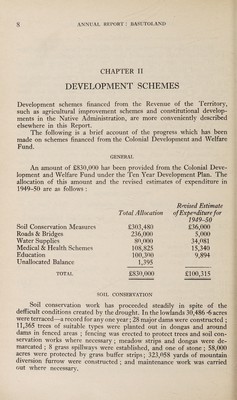 8 ANNUAL REPORT : BASUTOLAND
CHAPTER II
DEVELOPMENT SCHEMES
Development schemes financed from the Revenue of the Territory,
such as agricultural improvement schemes and constitutional develop-
ments in the Native Administration, are more conveniently described
elsewhere in this Report.
The following is a brief account of the progress which has been
made on schemes financed from the Colonial Development and Welfare
Fund.
GENERAL
An amount of £830,000 has been provided from the Colonial Deve-
lopment and Welfare Fund under the Ten Year Development Plan. The
allocation of this amount and the revised estimates of expenditure in
1949-50 are as follows :
Revised Estimate
Total Allocation of Expenditure for
1949-50
Soil Conservation Measures £303,480 £36,000
Roads & Bridges 236,000 5,000
Water Supplies 80,000 34,081
Medical & Health Schemes 108,825 15,340
Education 100,300 9,894
Unallocated Balance 1,395
TOTAL £830,000 £100,315
SOIL CONSERVATION
Soil conservation work has proceeded steadily in spite of the
defficult conditions created by the drought. In the lowlands 30,486·6 acres
were terraced—a record for any one year ; 28 major dams were constructed ;
11,365 trees of suitable types were planted out in dongas and around
dams in fenced areas ; fencing was erected to protect trees and soil con-
servation works where necessary ; meadow strips and dongas were de-
marcated ; 8 grass spillways were established, and one of stone ; 58,000
acres were protected by grass buffer strips ; 323,058 yards of mountain
diversion furrow were constructed ; and maintenance work was carried
out where necessary.